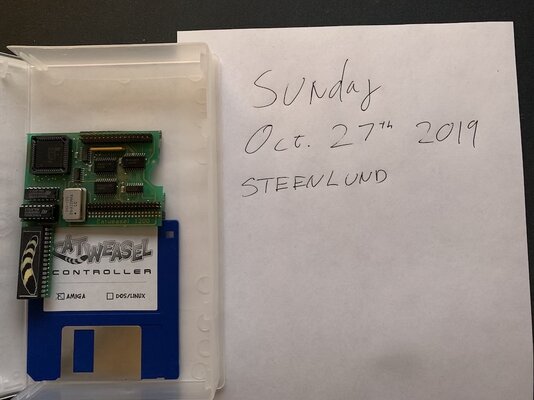 Sunday
Oct. 27th 2019
STEENLUND
CATWEASEL
CONTROLLER
AMIGA
DOS/LINUX